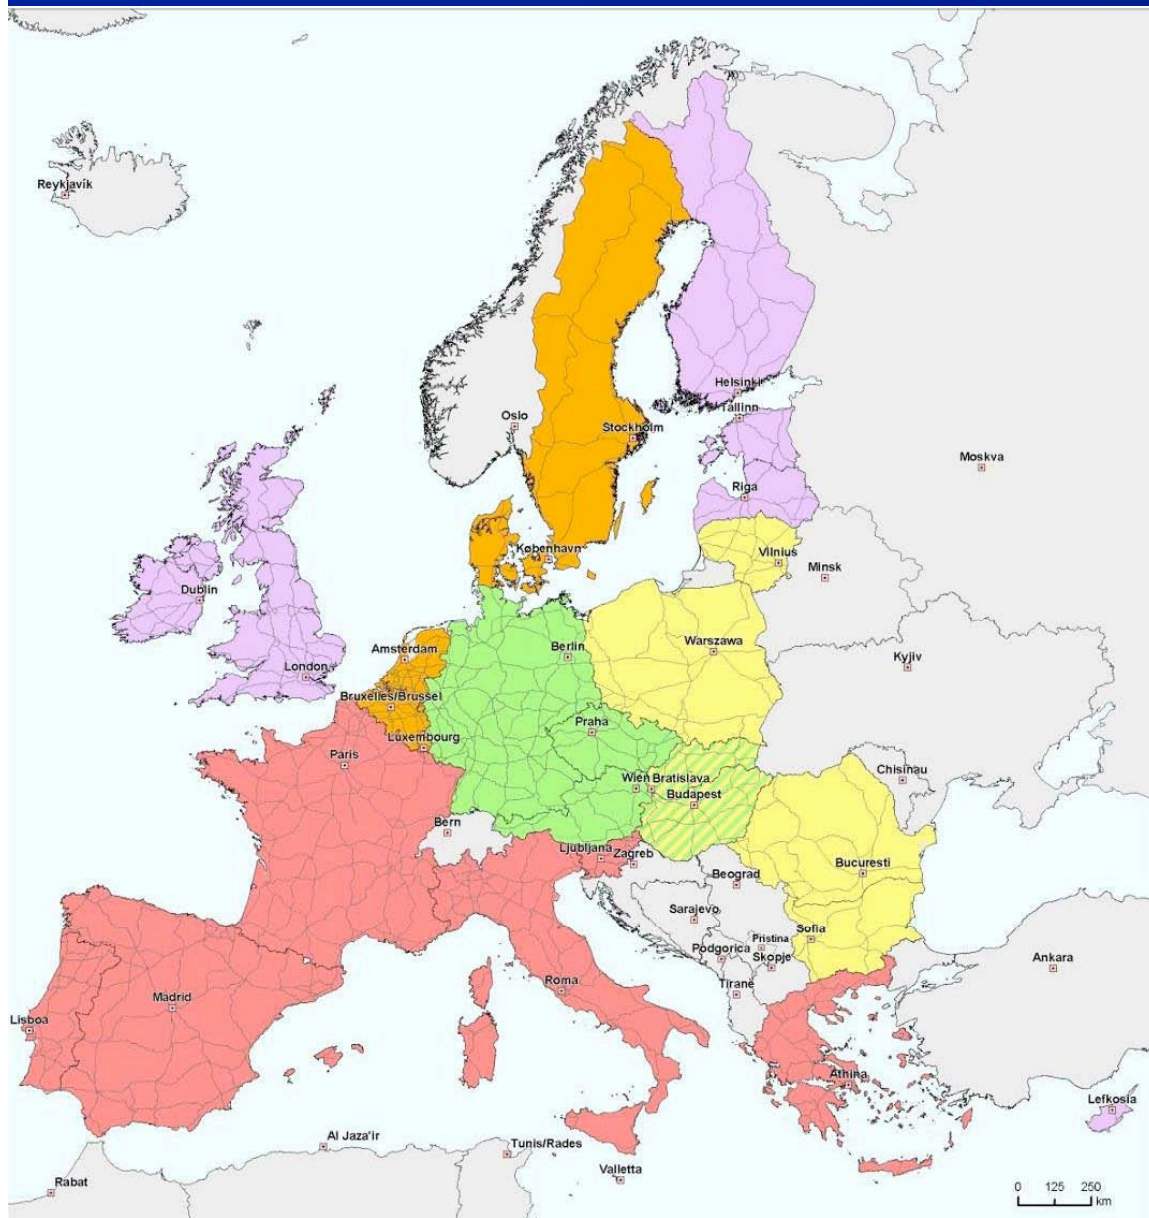 Reykjavík
Oslo
Helsinki
Tallinn
Stockholm
Moskva
Riga
København
Vilnius
Minsk
Dublin
Amsterdam
Berlin
Warszawa
Kyjiv
London
Bruxelles/Brussel
Praha
Luxembourg
Paris
Wien
Bratislava
Budapest
Chisinau
Bern
Ljubljana
Zagreb
Bucuresti
Beograd
Sarajevo
Pristina
Sofia
Podgorica
Skopje
Ankara
Madrid
Roma
Tirane
Lisboa
Athina
Lefkosia
Al Jaza'ir
Tunis/Rades
Valletta
Rabat
0 125 250
km